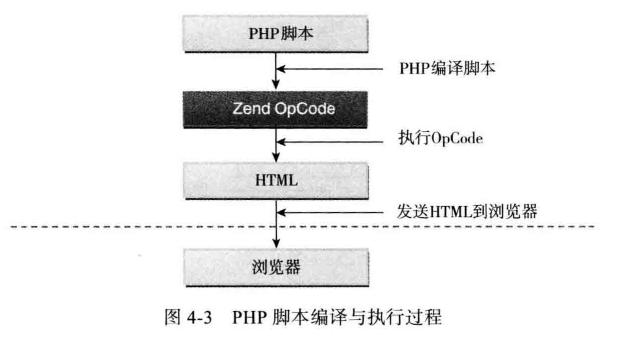 PHP脚本
PHP编译脚本
Zend OpCode
执行OpCode
HTML
发送HTML到浏览器
浏览器
图 4-3 PHP 脚本编译与执行过程